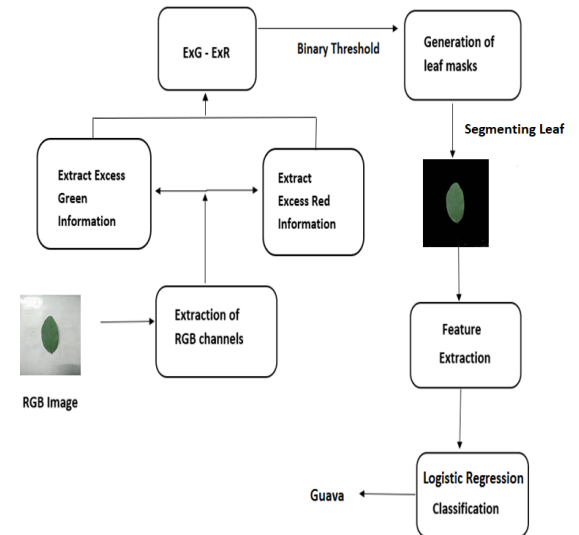 ExG - ExR
Binary Threshold
Generation of
leaf masks
Segmenting Leaf
Extract Excess
Green
Information
Extract
Excess Red
Information
Extraction of
RGB channels
RGB Image
Feature
Extraction
Logistic Regression
Classification
Guava